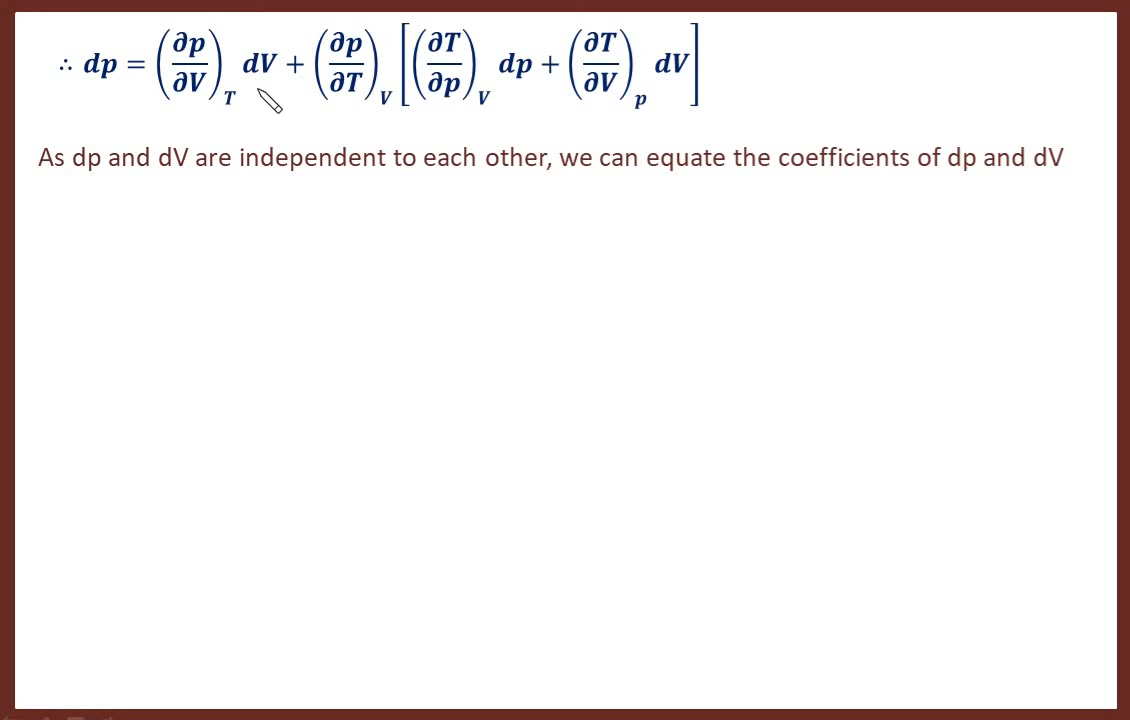 ∴ dp = (∂p/∂V)_T dV + (∂p/∂T)_V [(∂T/∂p)_V dp + (∂T/∂V)_p dV]
As dp and dV are independent to each other, we can equate the coefficients of dp and dV